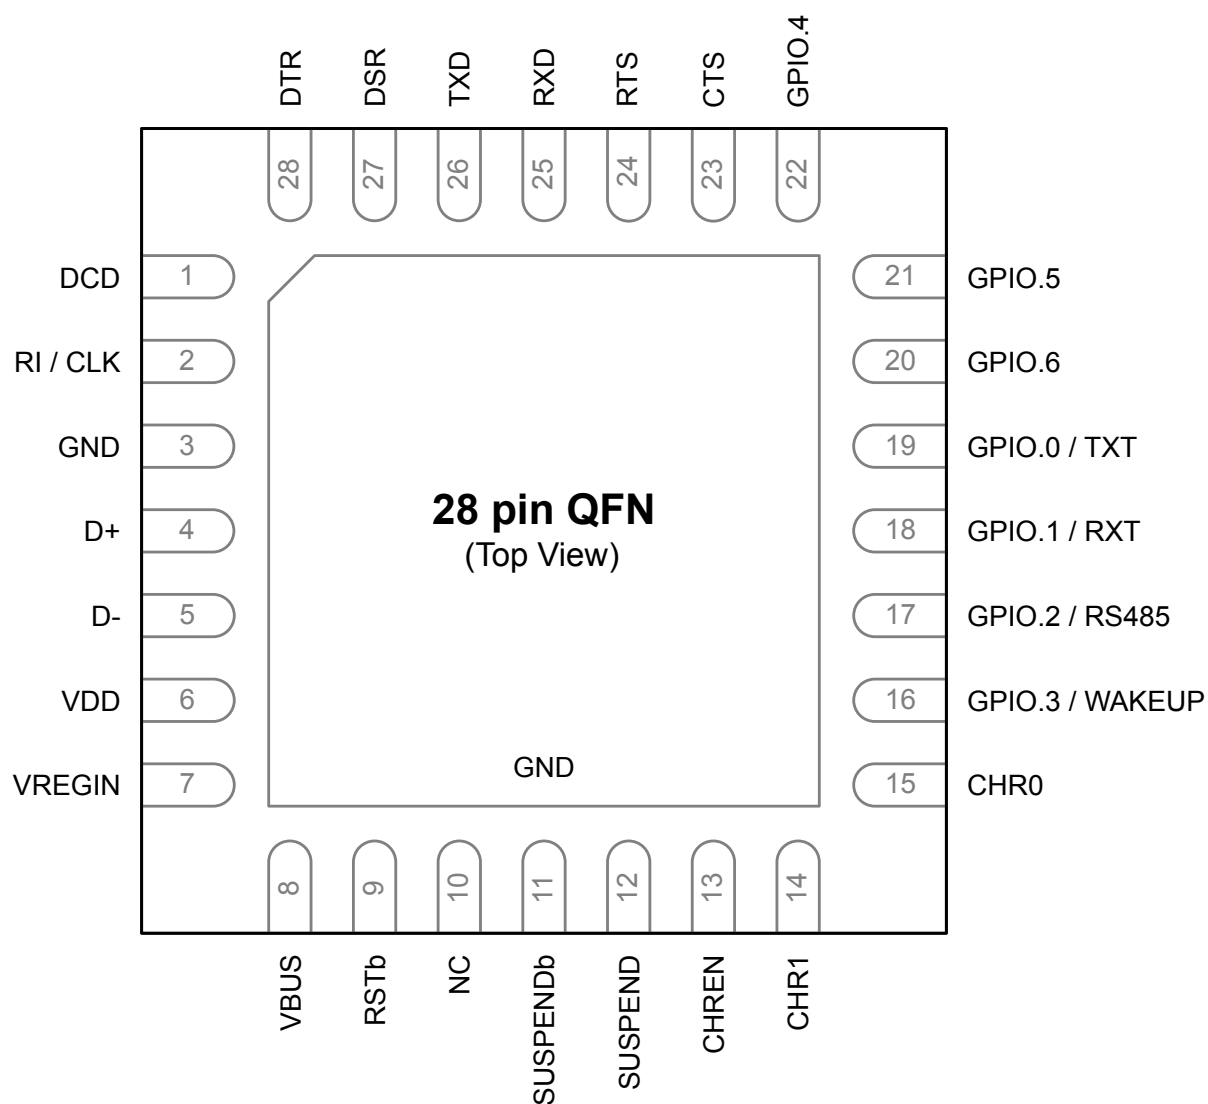 DTR
DSR
TXD
RXD
RTS
CTS
GPIO.4
28
27
26
25
24
23
22
DCD 1
21 GPIO.5
RI / CLK 2
20 GPIO.6
GND 3
19 GPIO.0 / TXT
D+ 4
18 GPIO.1 / RXT
28 pin QFN
(Top View)
D- 5
17 GPIO.2 / RS485
VDD 6
16 GPIO.3 / WAKEUP
GND
VREGIN 7
15 CHR0
8
9
10
11
12
13
14
VBUS
RSTb
NC
SUSPENDb
SUSPEND
CHREN
CHR1